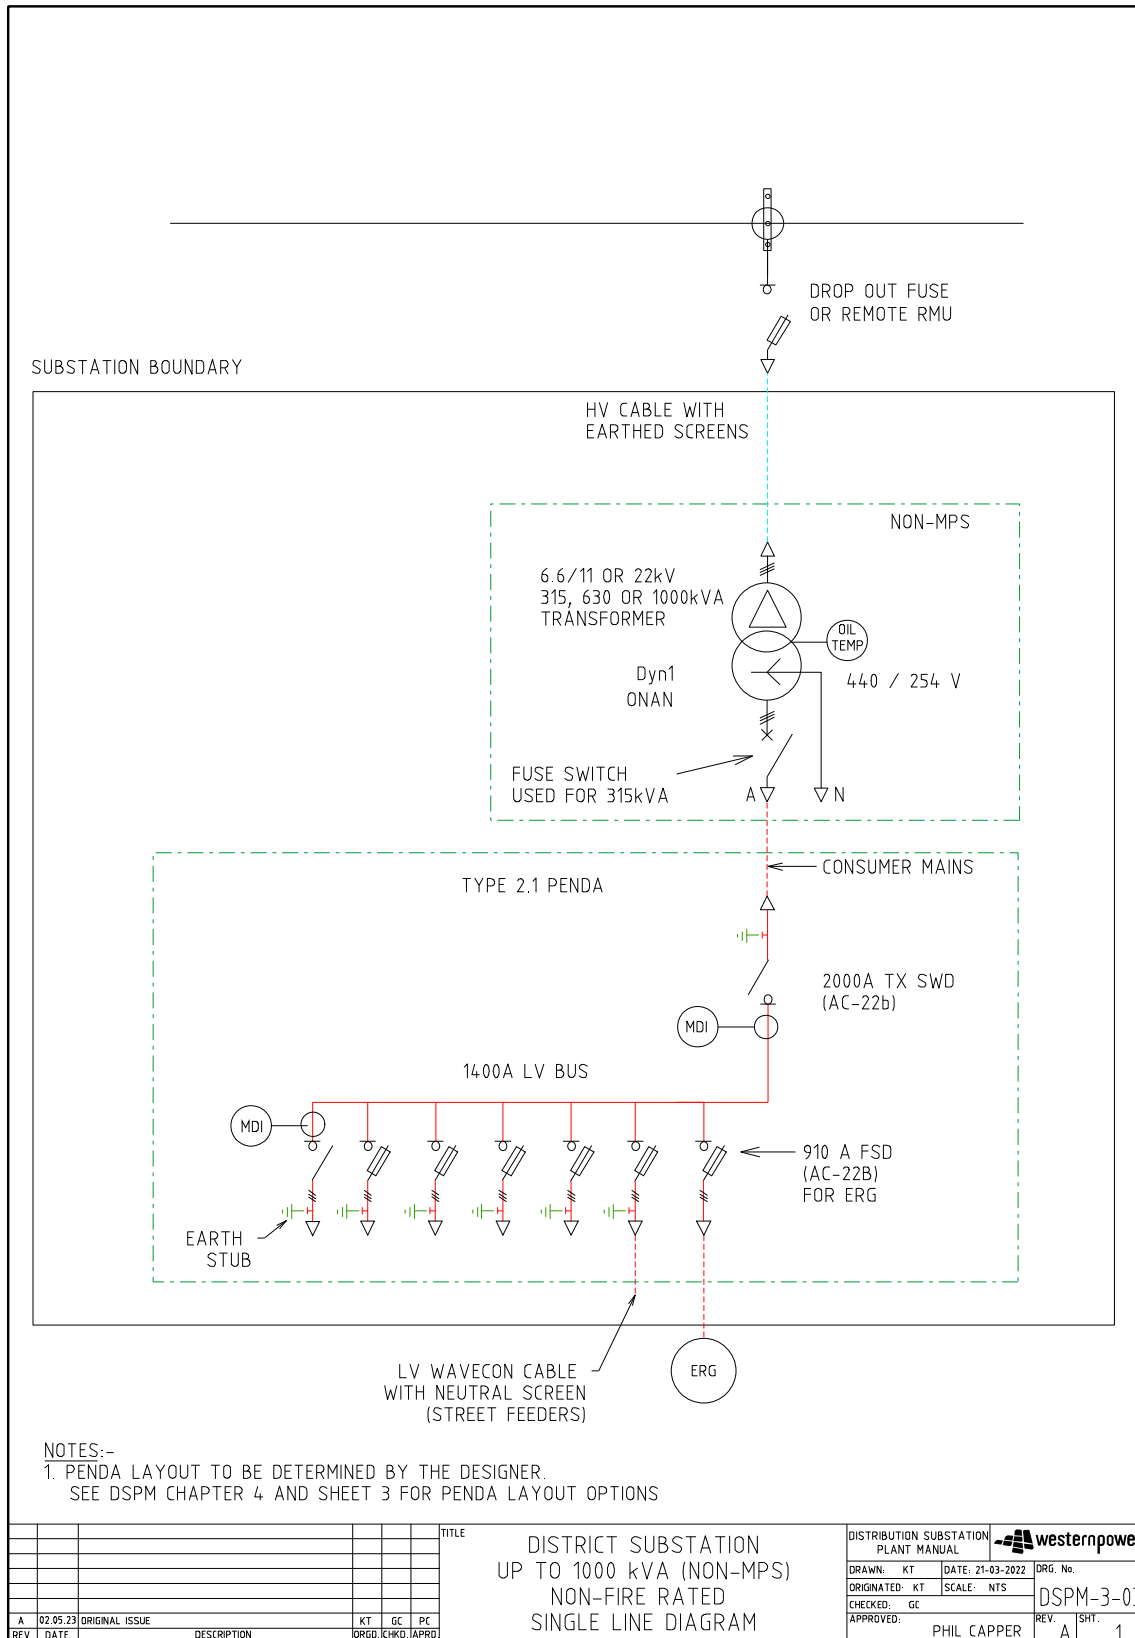 DROP OUT FUSE
OR REMOTE RMU
SUBSTATION BOUNDARY
HV CABLE WITH
EARTHED SCREENS
NON-MPS
6.6/11 OR 22kV
315, 630 OR 1000kVA
TRANSFORMER
OIL
TEMP
Dyn1
ONAN
440 / 254 V
FUSE SWITCH
USED FOR 315kVA
A
N
CONSUMER MAINS
TYPE 2.1 PENDA
2000A TX SWD
(AC-22b)
MDI
1400A LV BUS
MDI
910 A FSD
(AC-22B)
FOR ERG
EARTH
STUB
ERG
LV WAVECON CABLE
WITH NEUTRAL SCREEN
(STREET FEEDERS)
NOTES:-
1. PENDA LAYOUT TO BE DETERMINED BY THE DESIGNER.
SEE DSPM CHAPTER 4 AND SHEET 3 FOR PENDA LAYOUT OPTIONS
A 02.05.23 ORIGINAL ISSUE KT GC PC
REV DATE DESCRIPTION ORGD. CHKD. APRD.
TITLE
DISTRICT SUBSTATION
UP TO 1000 kVA (NON-MPS)
NON-FIRE RATED
SINGLE LINE DIAGRAM
DISTRIBUTION SUBSTATION
PLANT MANUAL
westernpowe
DRAWN: KT DATE: 21-03-2022 DRG. No.
ORIGINATED: KT SCALE: NTS
DSPM-3-01
CHECKED: GC
APPROVED:
PHIL CAPPER
REV. A
SHT. 1